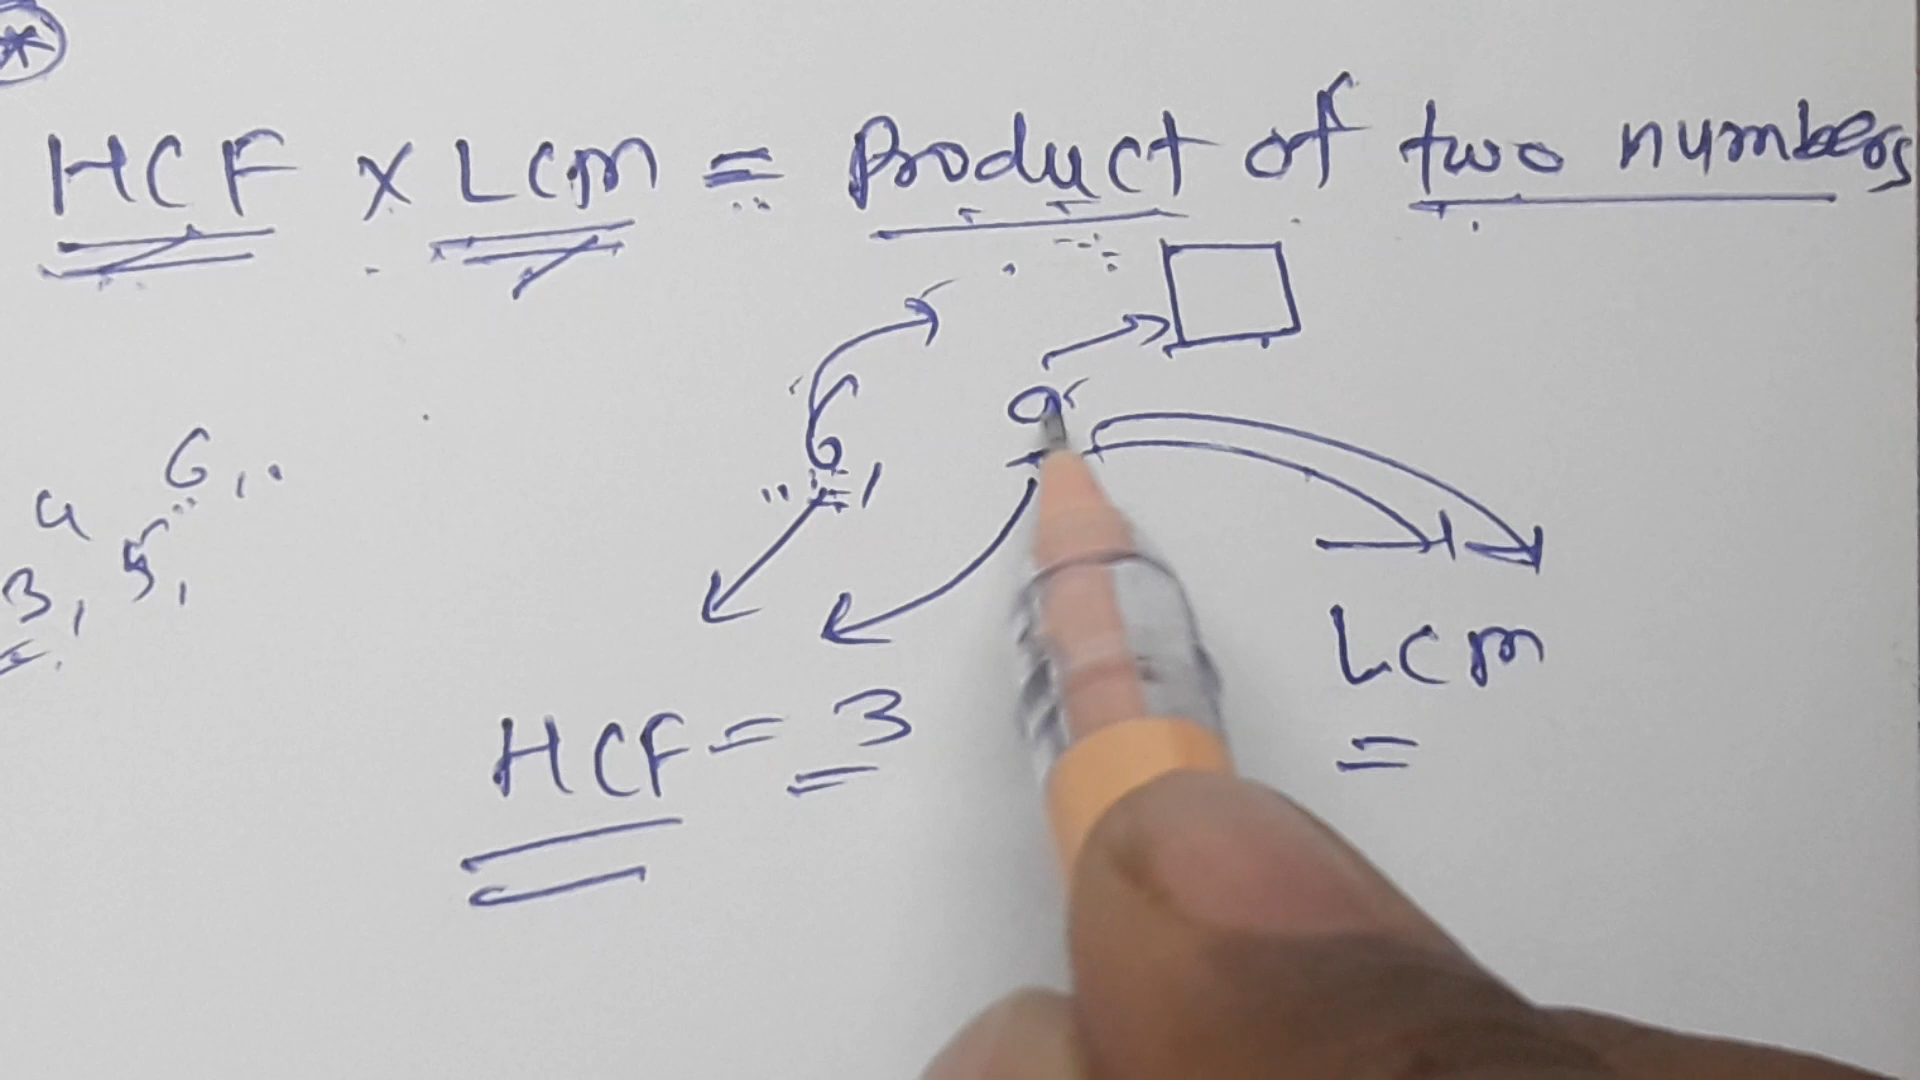 HCF × LCM = Product of two numbers
6, 9
6, ..
4
3, 5,
HCF = 3
LCM
=